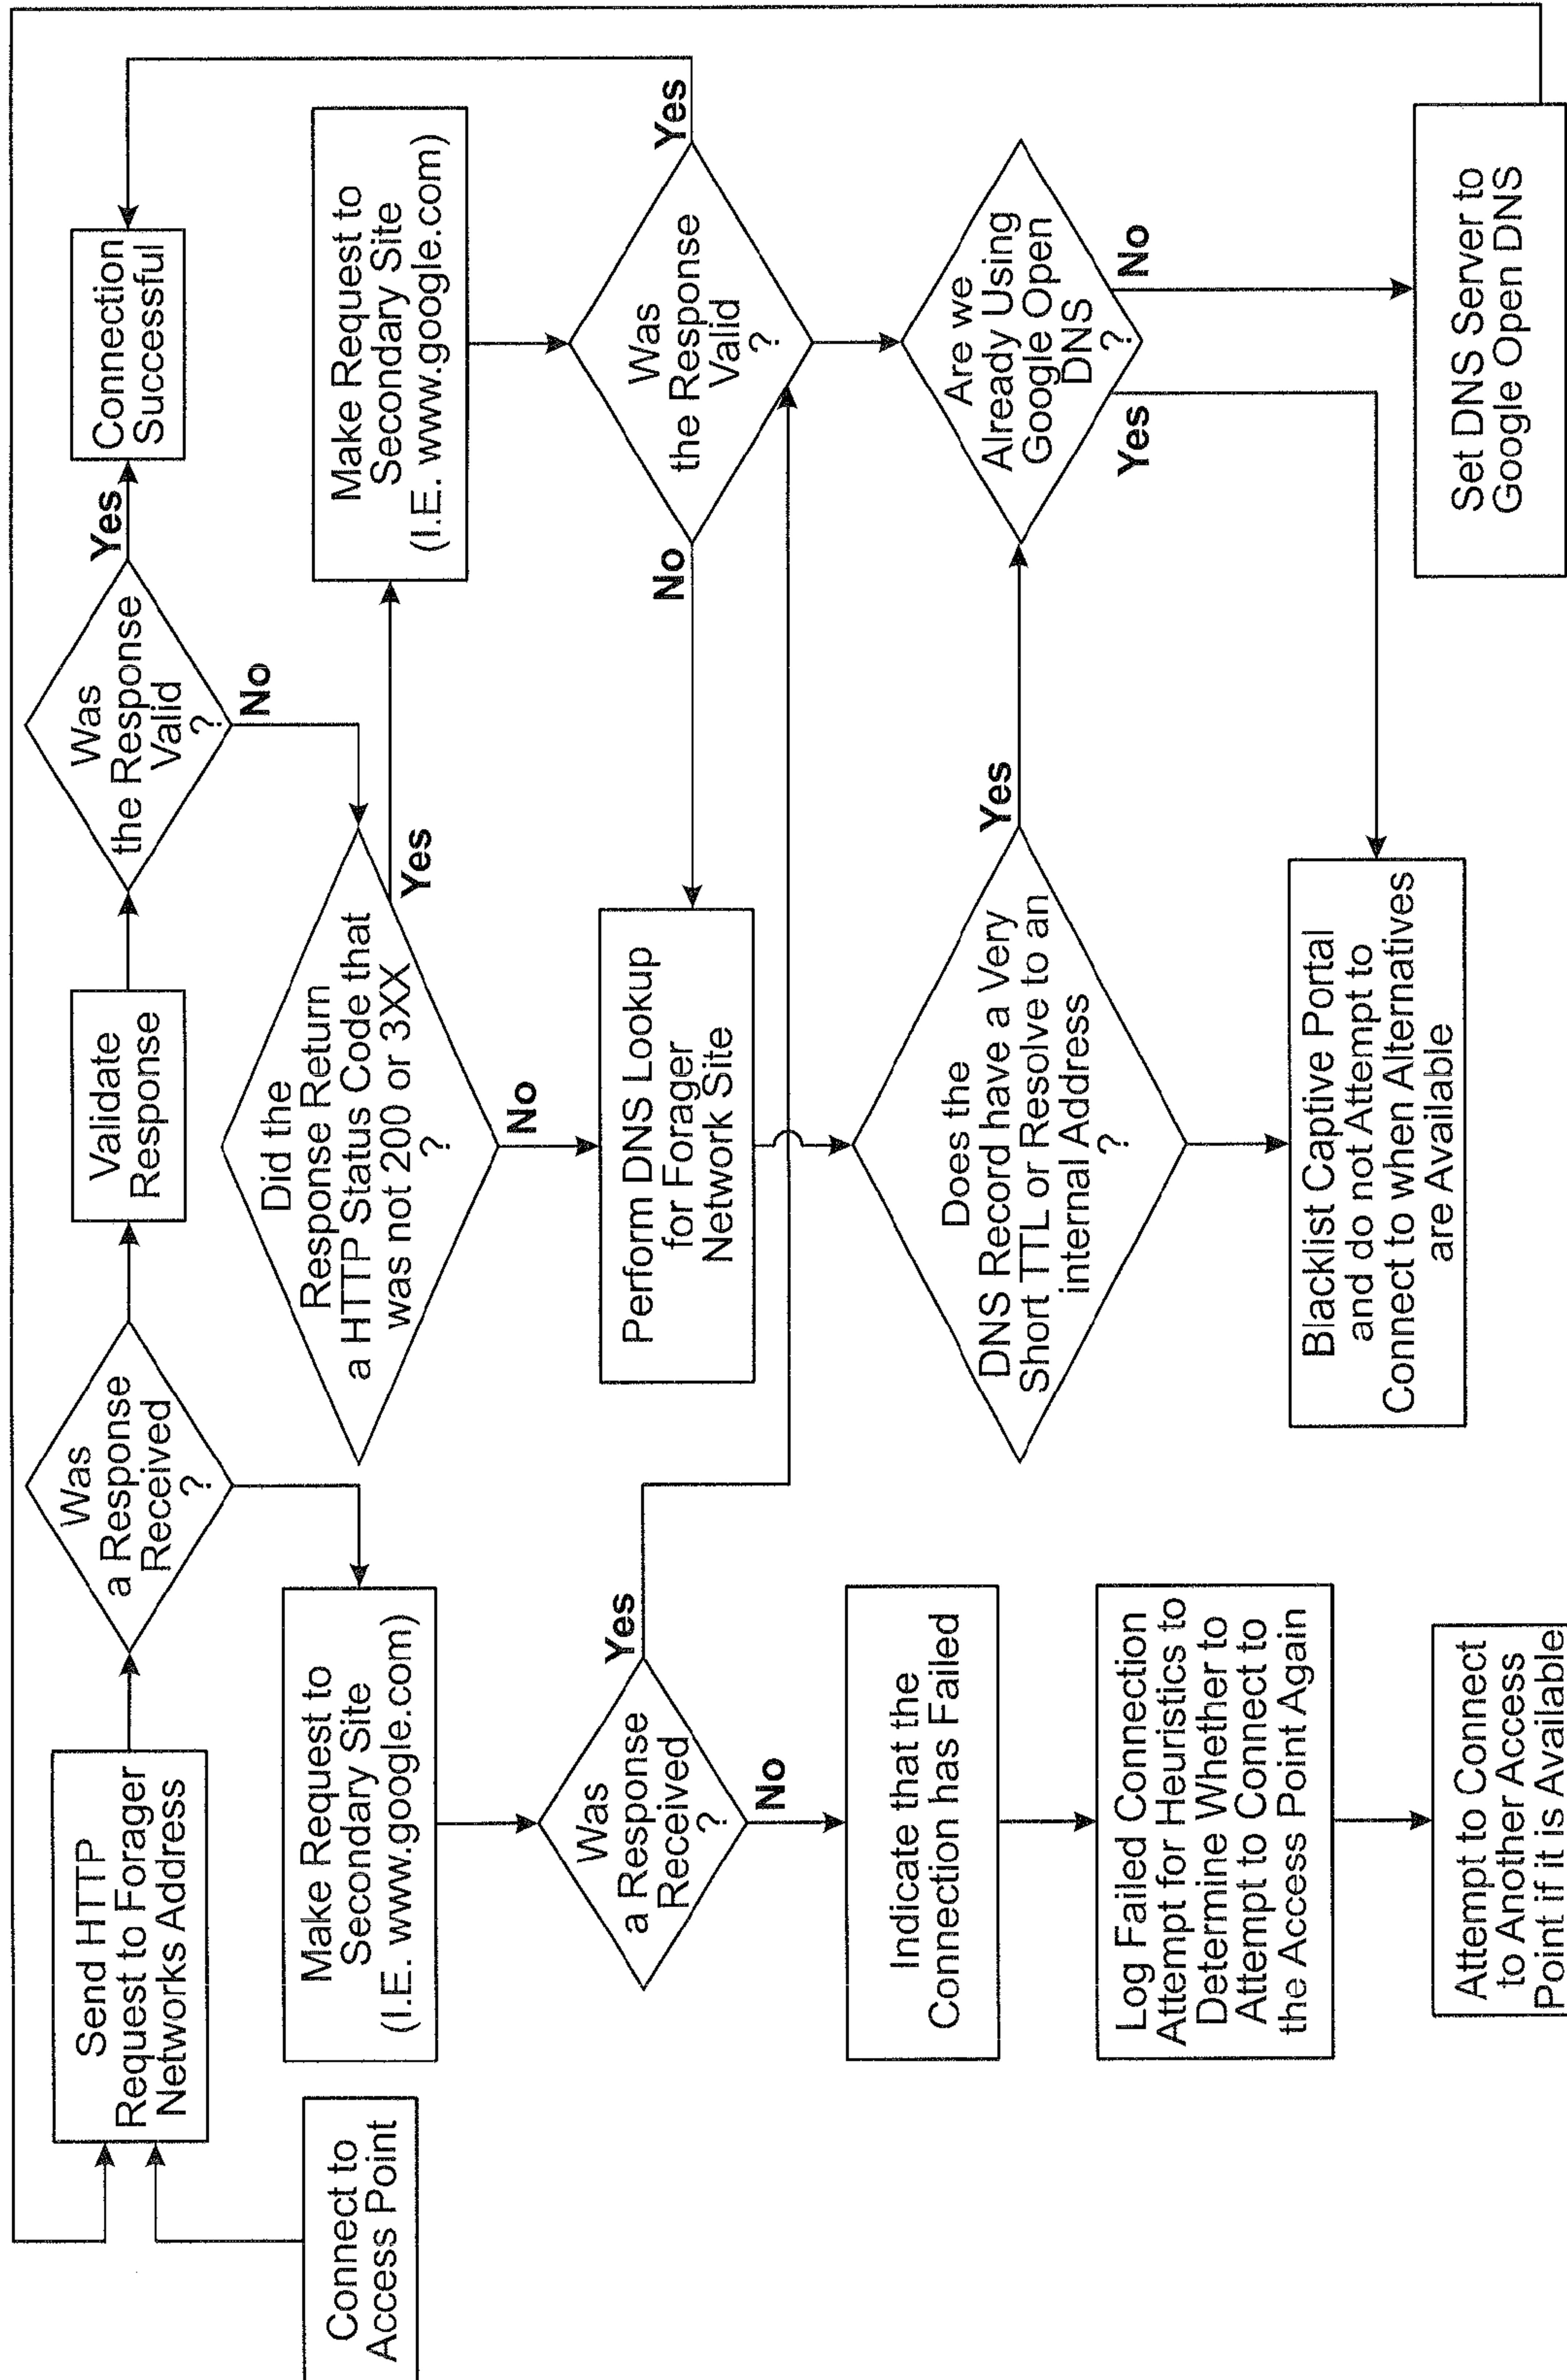 Connect to
Access Point
Send HTTP
Request to Forager
Networks Address
Was
a Response
Received
?
Validate
Response
Was
the Response
Valid
?
Yes
No
Connection
Successful
Make Request to
Secondary Site
(I.E. www.google.com)
Did the
Response Return
a HTTP Status Code that
was not 200 or 3XX
?
Yes
No
Make Request to
Secondary Site
(I.E. www.google.com)
Was
a Response
Received
?
Yes
No
Perform DNS Lookup
for Forager
Network Site
Was
the Response
Valid
?
Yes
No
Indicate that the
Connection has Failed
Does the
DNS Record have a Very
Short TTL or Resolve to an
internal Address
?
Yes
Are we
Already Using
Google Open
DNS
?
Yes
No
Log Failed Connection
Attempt for Heuristics to
Determine Whether to
Attempt to Connect to
the Access Point Again
Blacklist Captive Portal
and do not Attempt to
Connect to when Alternatives
are Available
Set DNS Server to
Google Open DNS
Attempt to Connect
to Another Access
Point if it is Available